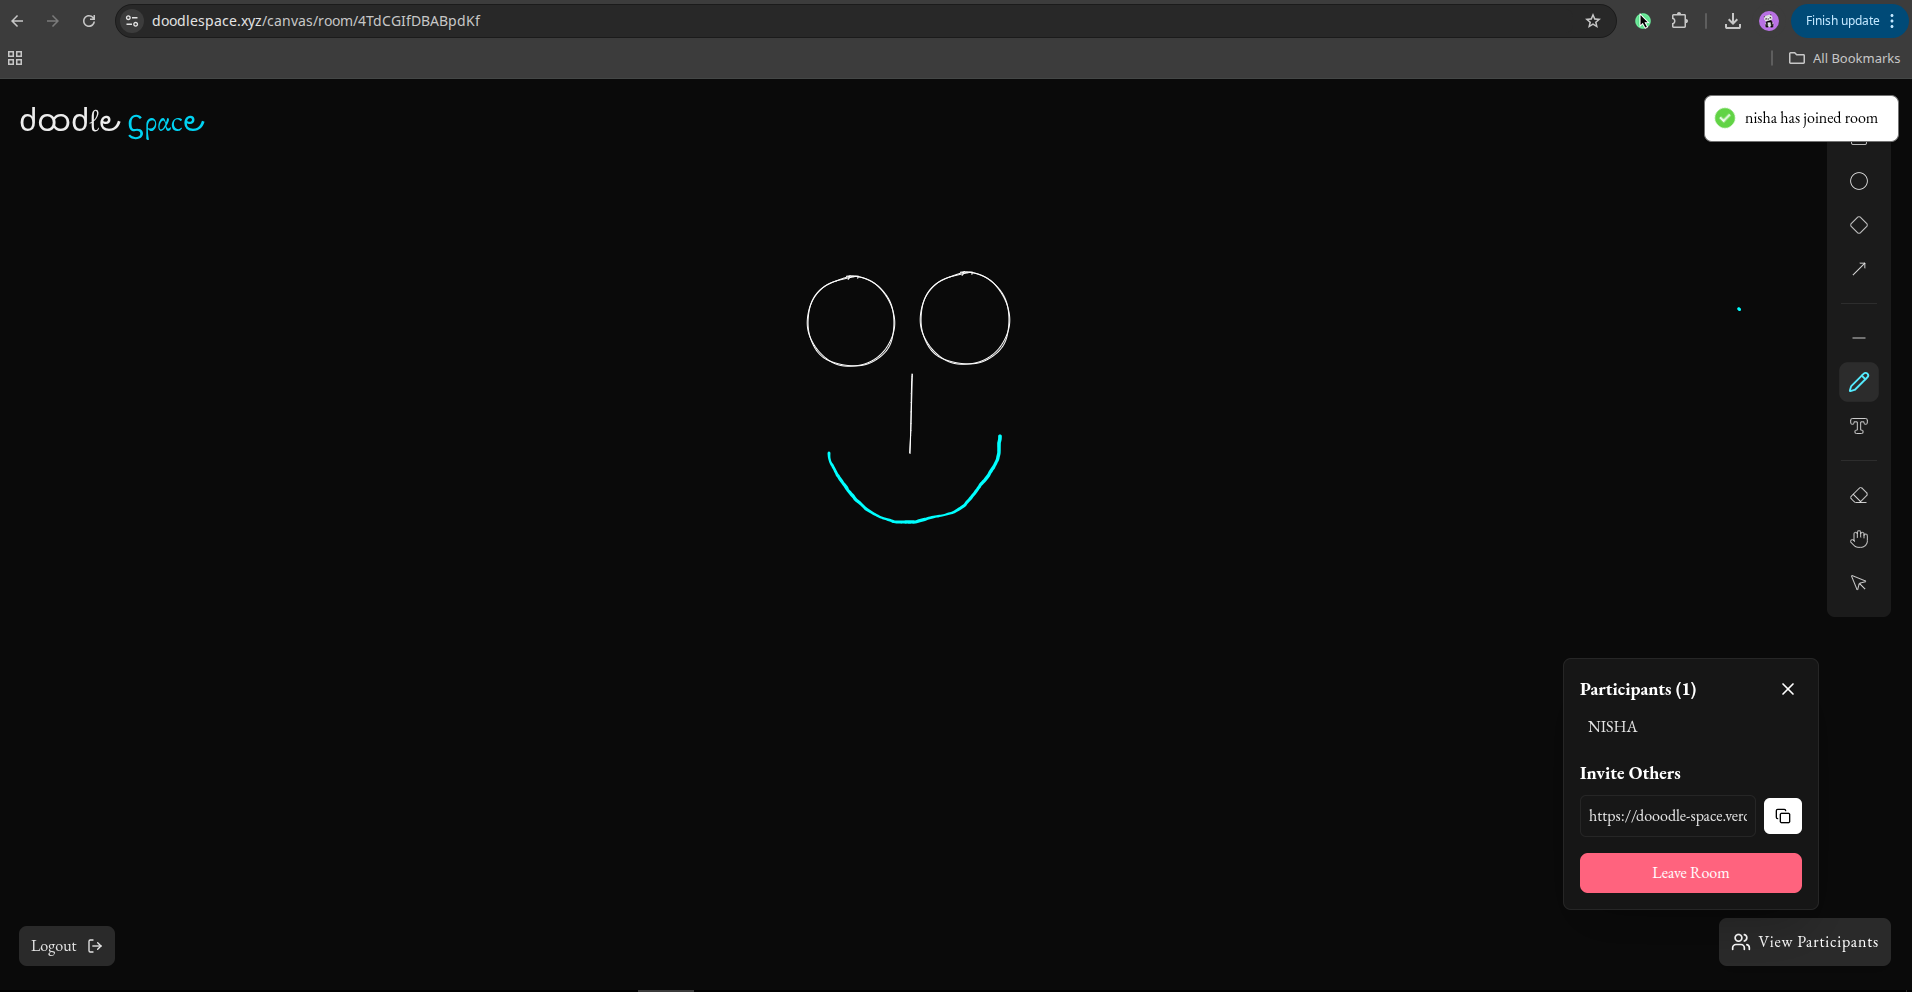 doodlespace.xyz/canvas/room/4TdCGIfDBABpdKf
Finish update
All Bookmarks
doodle space
nisha has joined room
Participants (1)
NISHA
Invite Others
https://dooodle-space.verc
Leave Room
Logout
View Participants